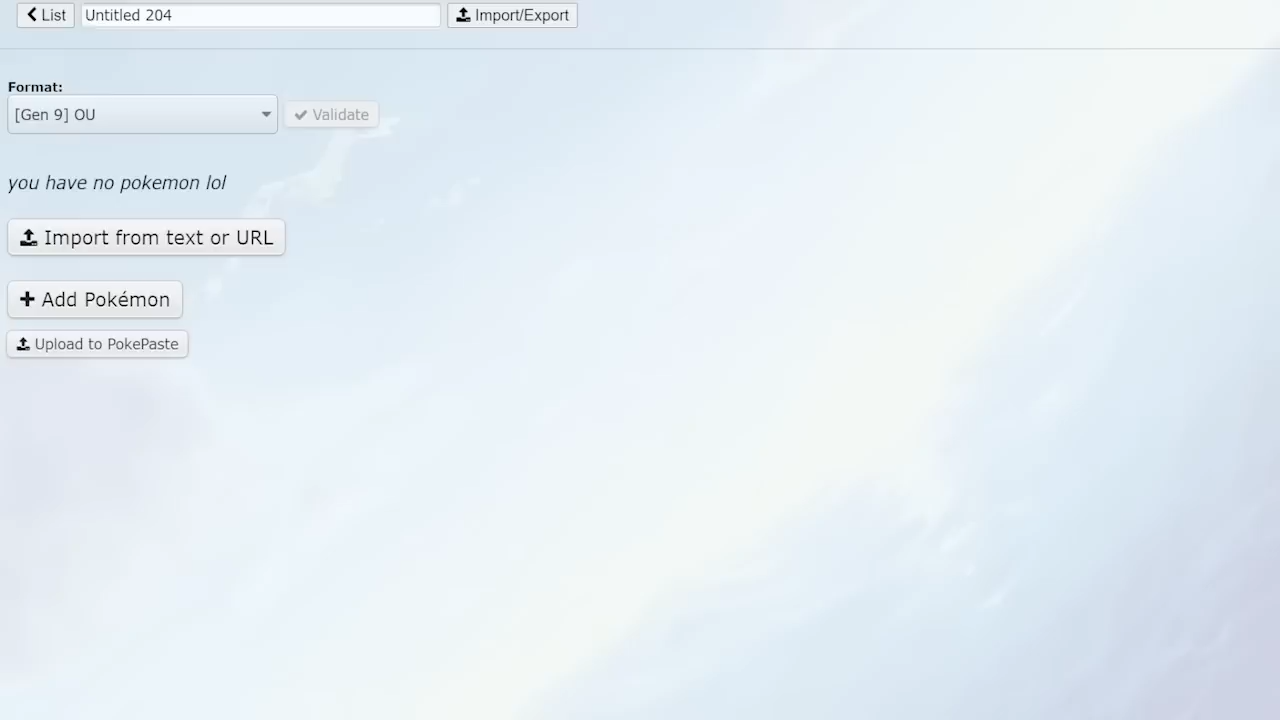 List
Untitled 204
Import/Export
Format:
[Gen 9] OU
Validate
you have no pokemon lol
Import from text or URL
Add Pokémon
Upload to PokePaste